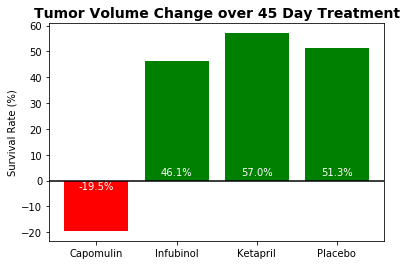 Tumor Volume Change over 45 Day Treatment
Survival Rate (%)
60
50
40
30
20
10
0
−10
−20
-19.5%
46.1%
57.0%
51.3%
Capomulin
Infubinol
Ketapril
Placebo